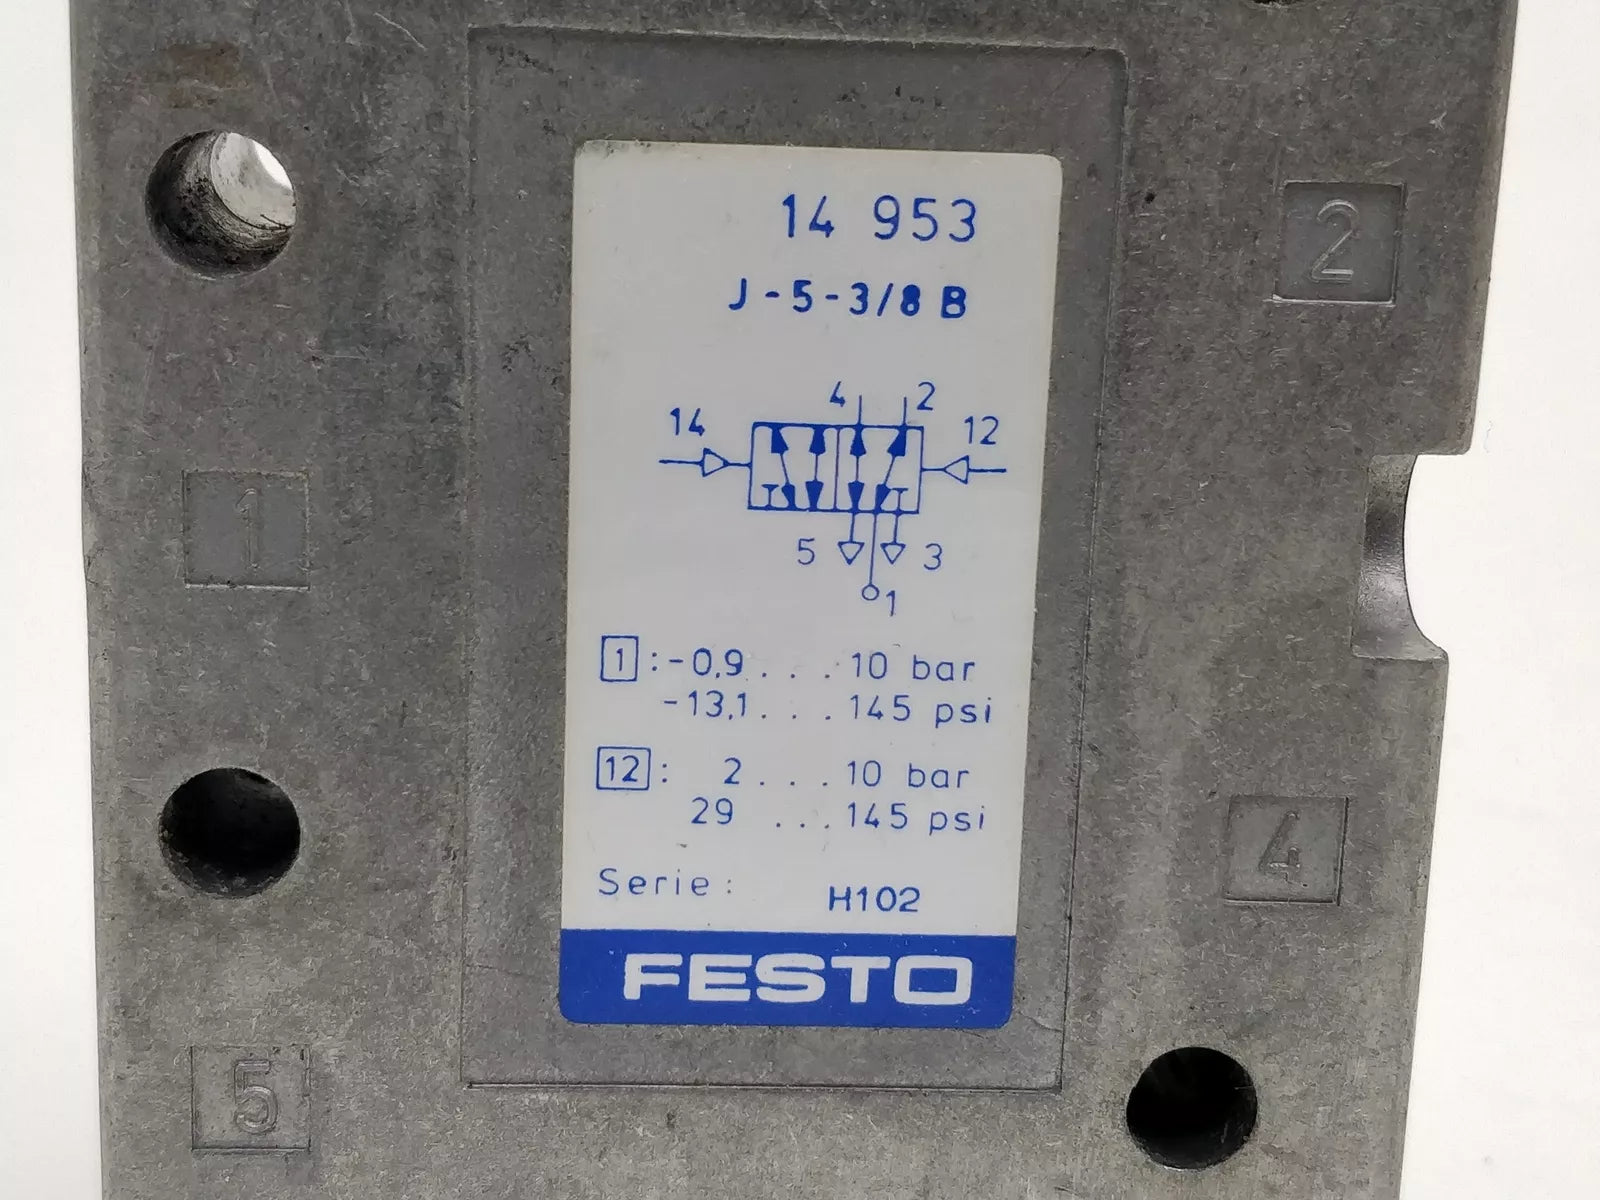 14 953
J-5-3/8 B
4 2
14 12
5 3
1
1 : -0,9 . . . 10 bar
-13,1 . . . 145 psi
12 : 2 . . . 10 bar
29 . . . 145 psi
Serie : H102
FESTO
2
1
4
5